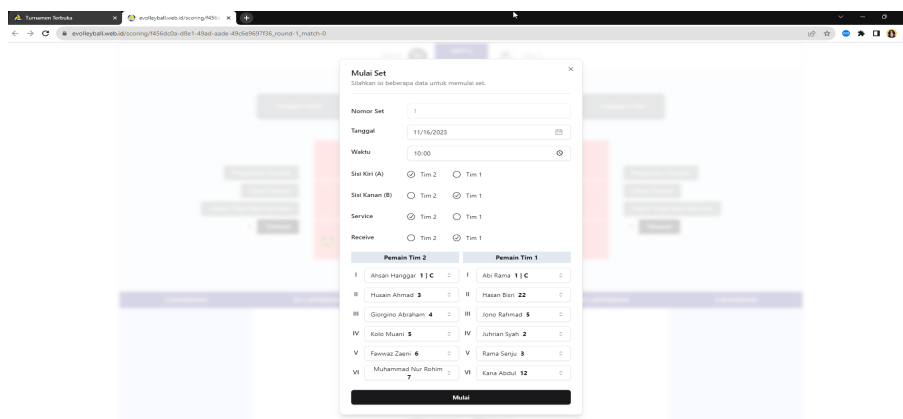 Turnamen Terbuka
evolleyball.web.id/scoring/f456dc
evolleyball.web.id/scoring/f456dc0a-d8e1-49ad-aade-49c6e9697f36_round-1_match-0
Mulai Set
Silahkan isi beberapa data untuk memulai set.
Nomor Set 1
Tanggal 11/16/2023
Waktu 10:00
Sisi Kiri (A) Tim 2 Tim 1
Sisi Kanan (B) Tim 2 Tim 1
Service Tim 2 Tim 1
Receive Tim 2 Tim 1
Pemain Tim 2 Pemain Tim 1
I Ahsan Hanggar 1 | C I Abi Rama 1 | C
II Husain Ahmad 3 II Hasan Bisri 22
III Giorgino Abraham 4 III Jono Rahmad 5
IV Kolo Muani 5 IV Juhrian Syah 2
V Fawwaz Zaeni 6 V Rama Senju 3
VI Muhammad Nur Rohim 7 VI Kana Abdul 12
Mulai